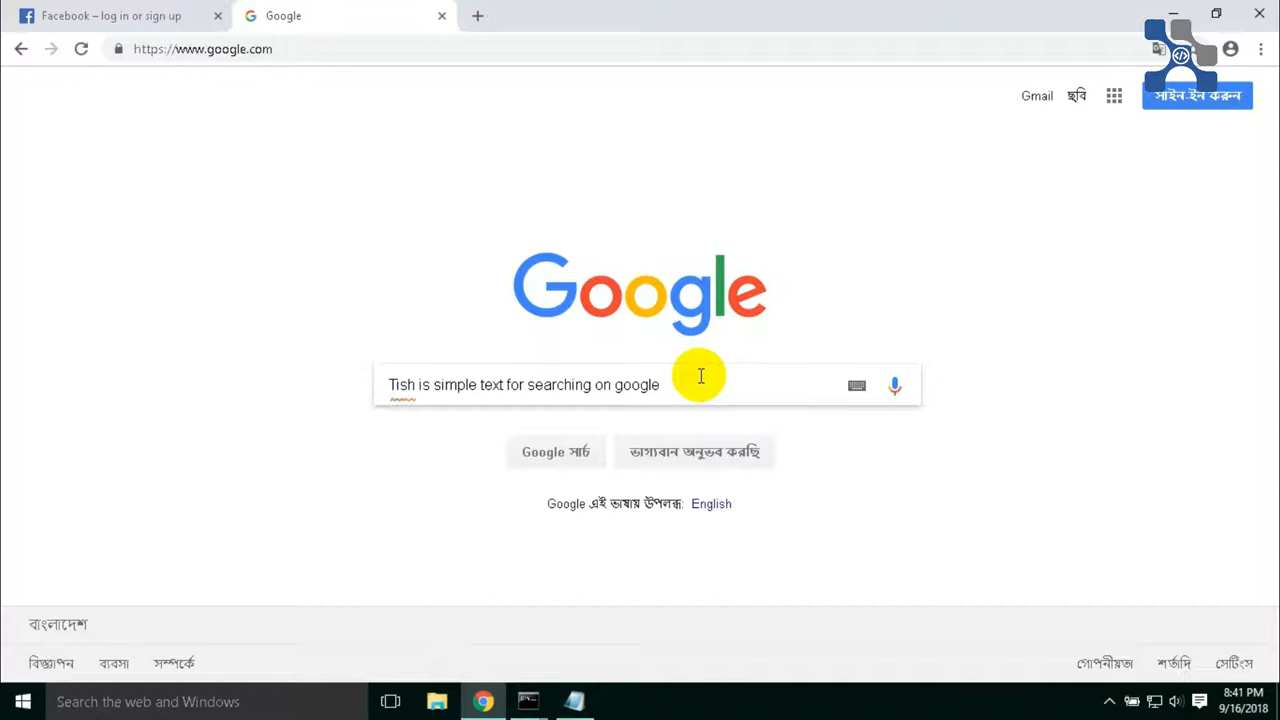 Facebook – log in or sign up
Google
https://www.google.com
Gmail ছবি
সাইন ইন করুন
Google
Tish is simple text for searching on google
Google সার্চ ভাগ্যবান অনুভব করছি
Google এই ভাষায় উপলব্ধ: English
বাংলাদেশ
বিজ্ঞাপন ব্যবসা সম্পর্কে গোপনীয়তা শর্তাদি সেটিংস
Search the web and Windows
8:41 PM
9/16/2018